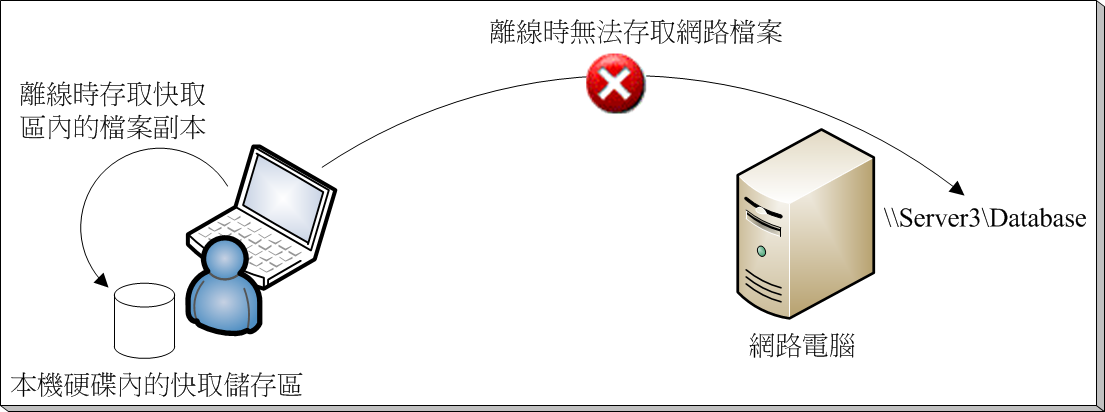 離線時無法存取網路檔案
離線時存取快取
區內的檔案副本
\\Server3\Database
網路電腦
本機硬碟內的快取儲存區